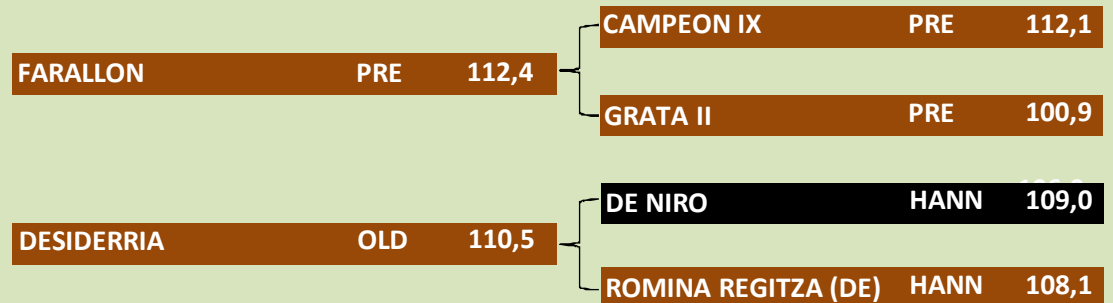 CAMPEON IX PRE 112,1
FARALLON PRE 112,4
GRATA II PRE 100,9
DE NIRO HANN 109,0
DESIDERRIA OLD 110,5
ROMINA REGITZA (DE) HANN 108,1